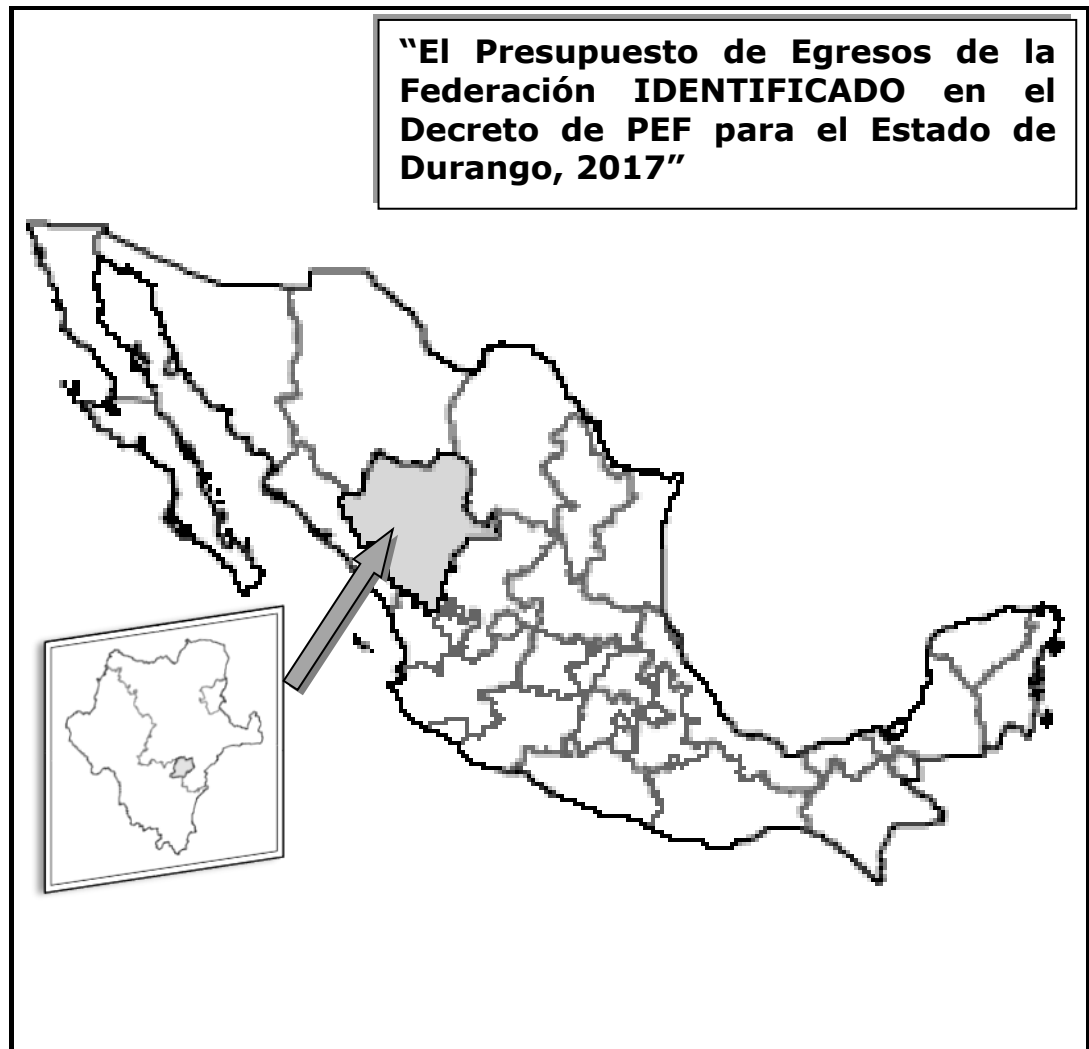 “El Presupuesto de Egresos de la
Federación IDENTIFICADO en el
Decreto de PEF para el Estado de
Durango, 2017”